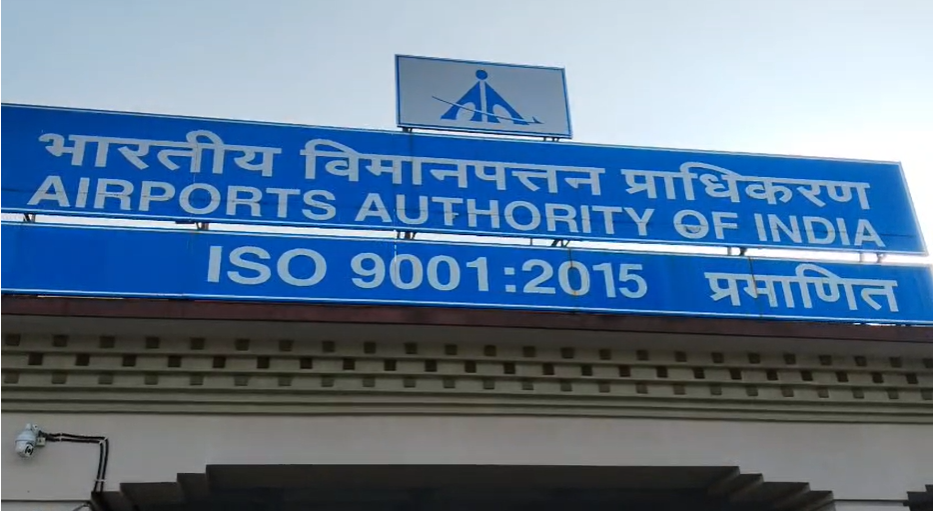 भारतीय विमानपत्तन प्राधिकरण
AIRPORTS AUTHORITY OF INDIA
ISO 9001:2015 प्रमाणित